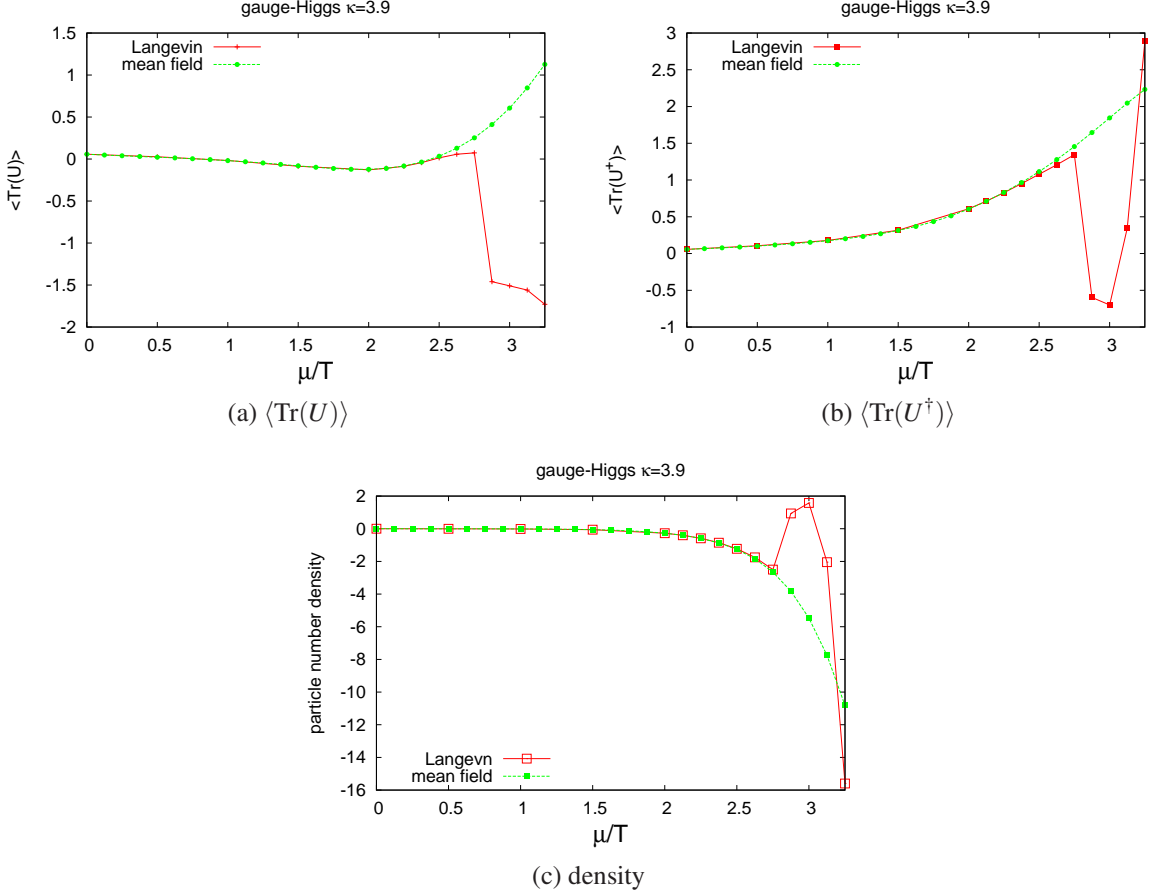 gauge-Higgs κ=3.9
Langevin
mean field
1.5
1
0.5
0
-0.5
-1
-1.5
-2
<Tr(U)>
0 0.5 1 1.5 2 2.5 3
μ/T
(a) ⟨Tr(U)⟩
gauge-Higgs κ=3.9
Langevin
mean field
3
2.5
2
1.5
1
0.5
0
-0.5
-1
<Tr(U†)>
0 0.5 1 1.5 2 2.5 3
μ/T
(b) ⟨Tr(U†)⟩
gauge-Higgs κ=3.9
2
0
-2
-4
-6
-8
-10
-12
-14
-16
particle number density
Langevn
mean field
0 0.5 1 1.5 2 2.5 3
μ/T
(c) density